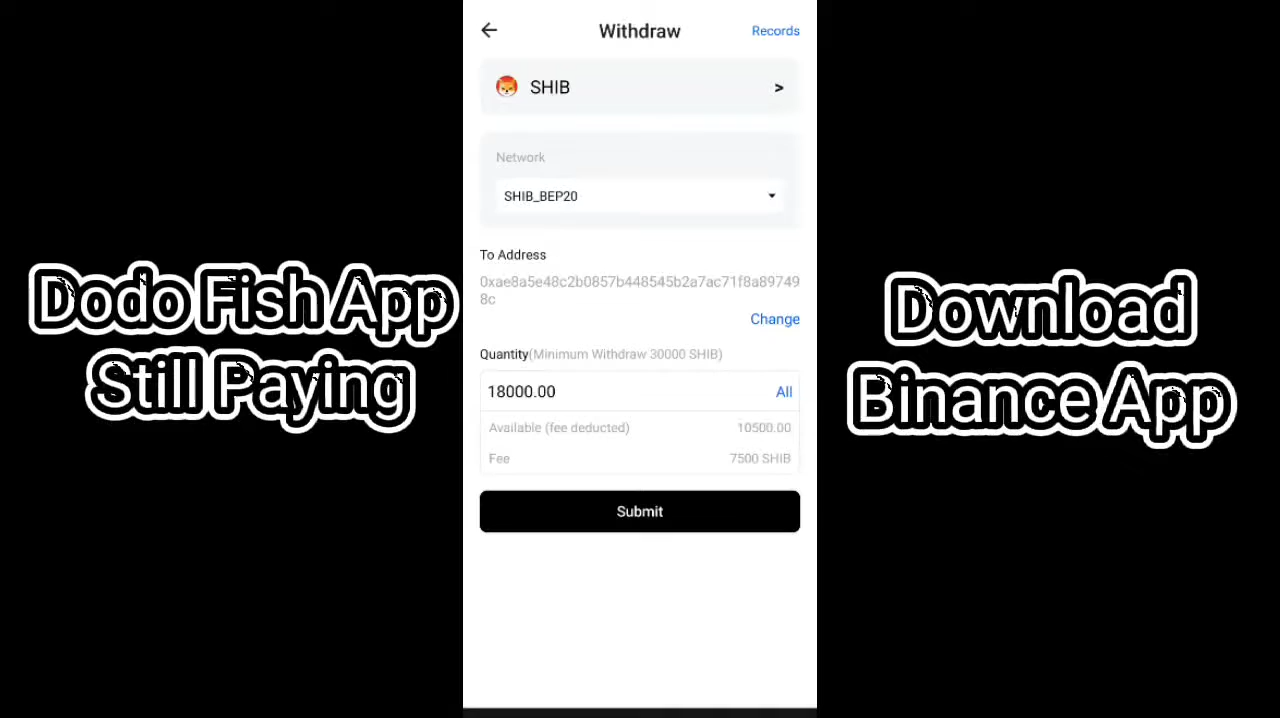 Withdraw
Records
SHIB
>
Network
SHIB_BEP20
To Address
0xae8a5e48c2b0857b448545b2a7ac71f8a89749
8c
Change
Quantity(Minimum Withdraw 30000 SHIB)
18000.00
All
Available (fee deducted)
10500.00
Fee
7500 SHIB
Submit
Dodo Fish App
Still Paying
Download
Binance App